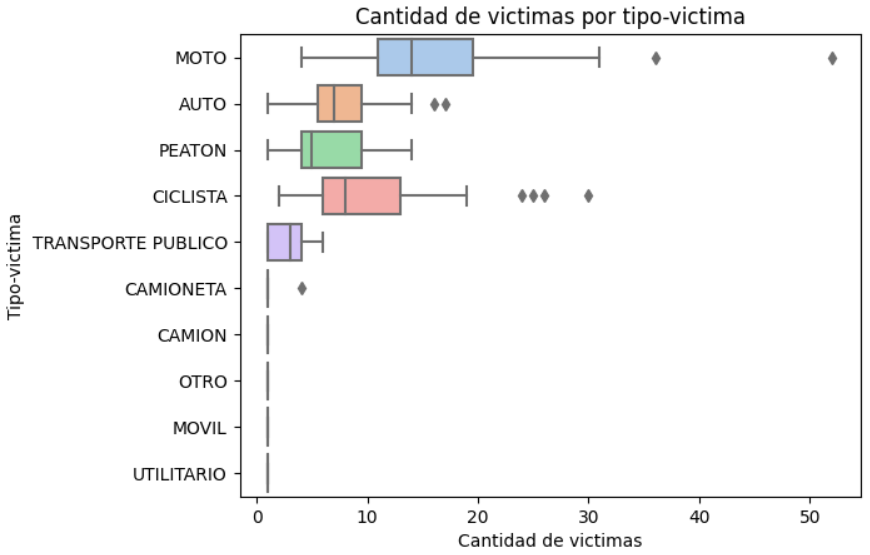 Cantidad de victimas por tipo-victima
Tipo-victima
MOTO
AUTO
PEATON
CICLISTA
TRANSPORTE PUBLICO
CAMIONETA
CAMION
OTRO
MOVIL
UTILITARIO
0 10 20 30 40 50
Cantidad de victimas